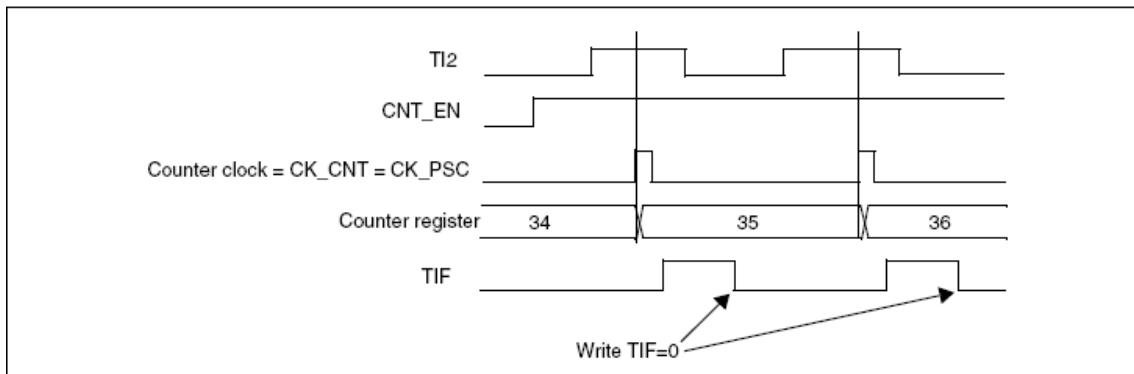 TI2
CNT_EN
Counter clock = CK_CNT = CK_PSC
Counter register 34 35 36
TIF
Write TIF=0